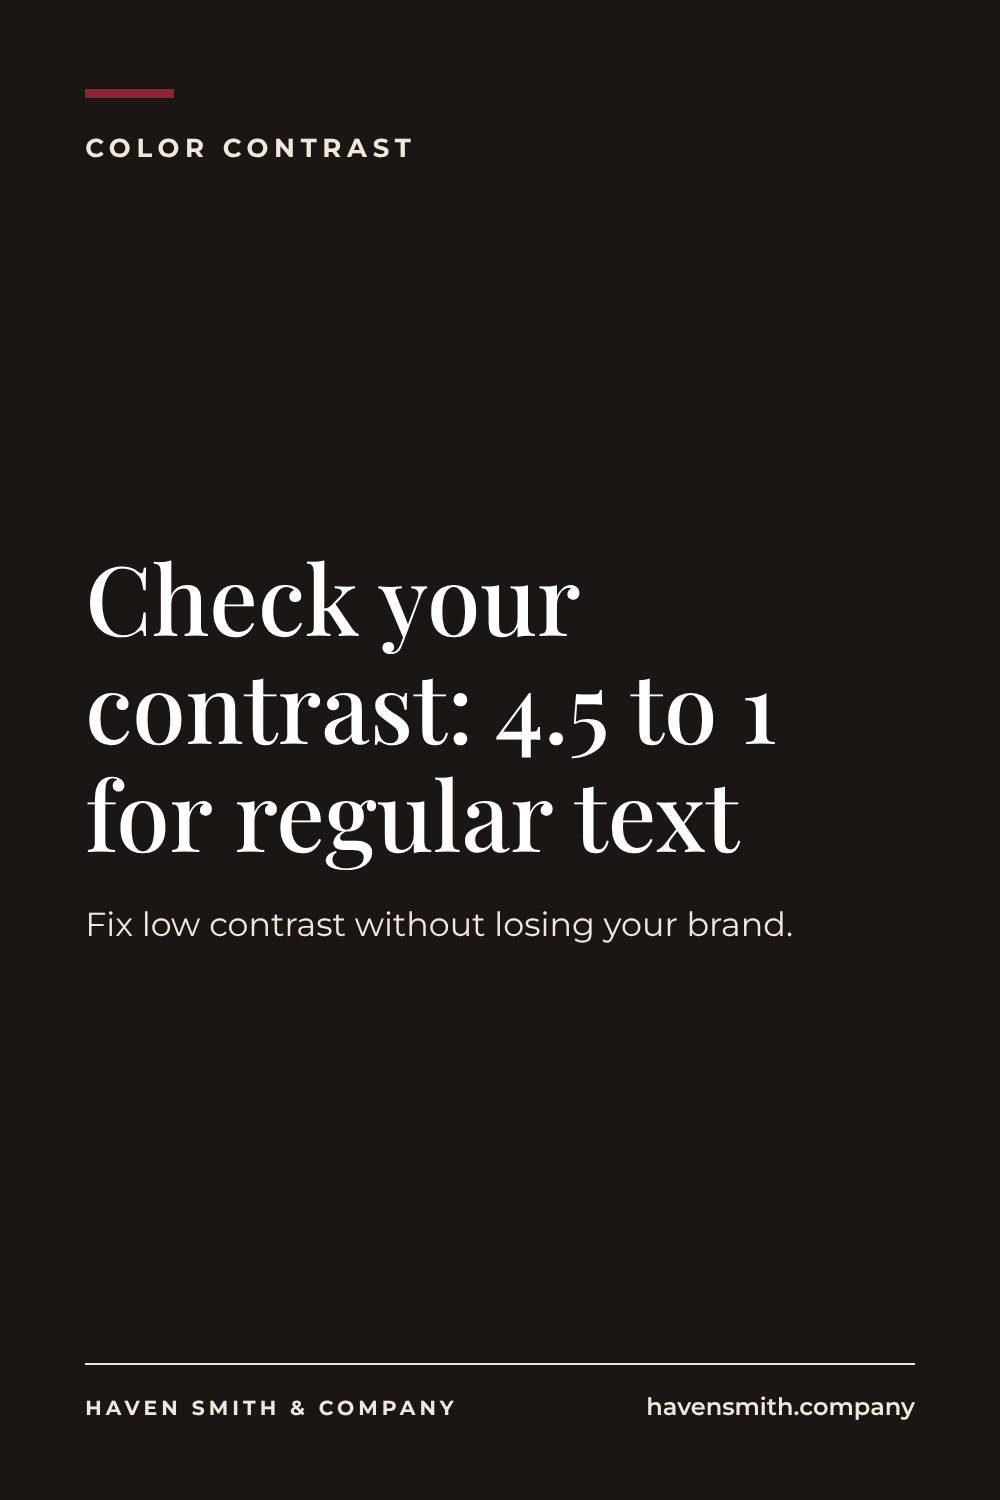 COLOR CONTRAST
Check your
contrast: 4.5 to 1
for regular text
Fix low contrast without losing your brand.
HAVEN SMITH & COMPANY
havensmith.company